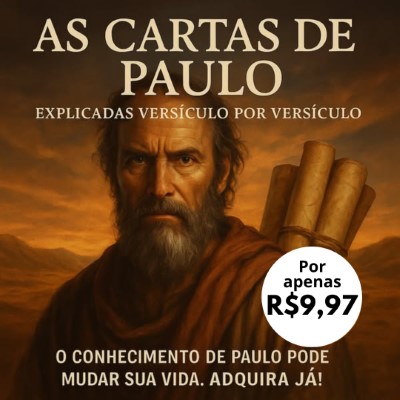 AS CARTAS DE
PAULO
EXPLICADAS VERSÍCULO POR VERSÍCULO
Por
apenas
R$9,97
O CONHECIMENTO DE PAULO PODE
MUDAR SUA VIDA. ADQUIRA JÁ!